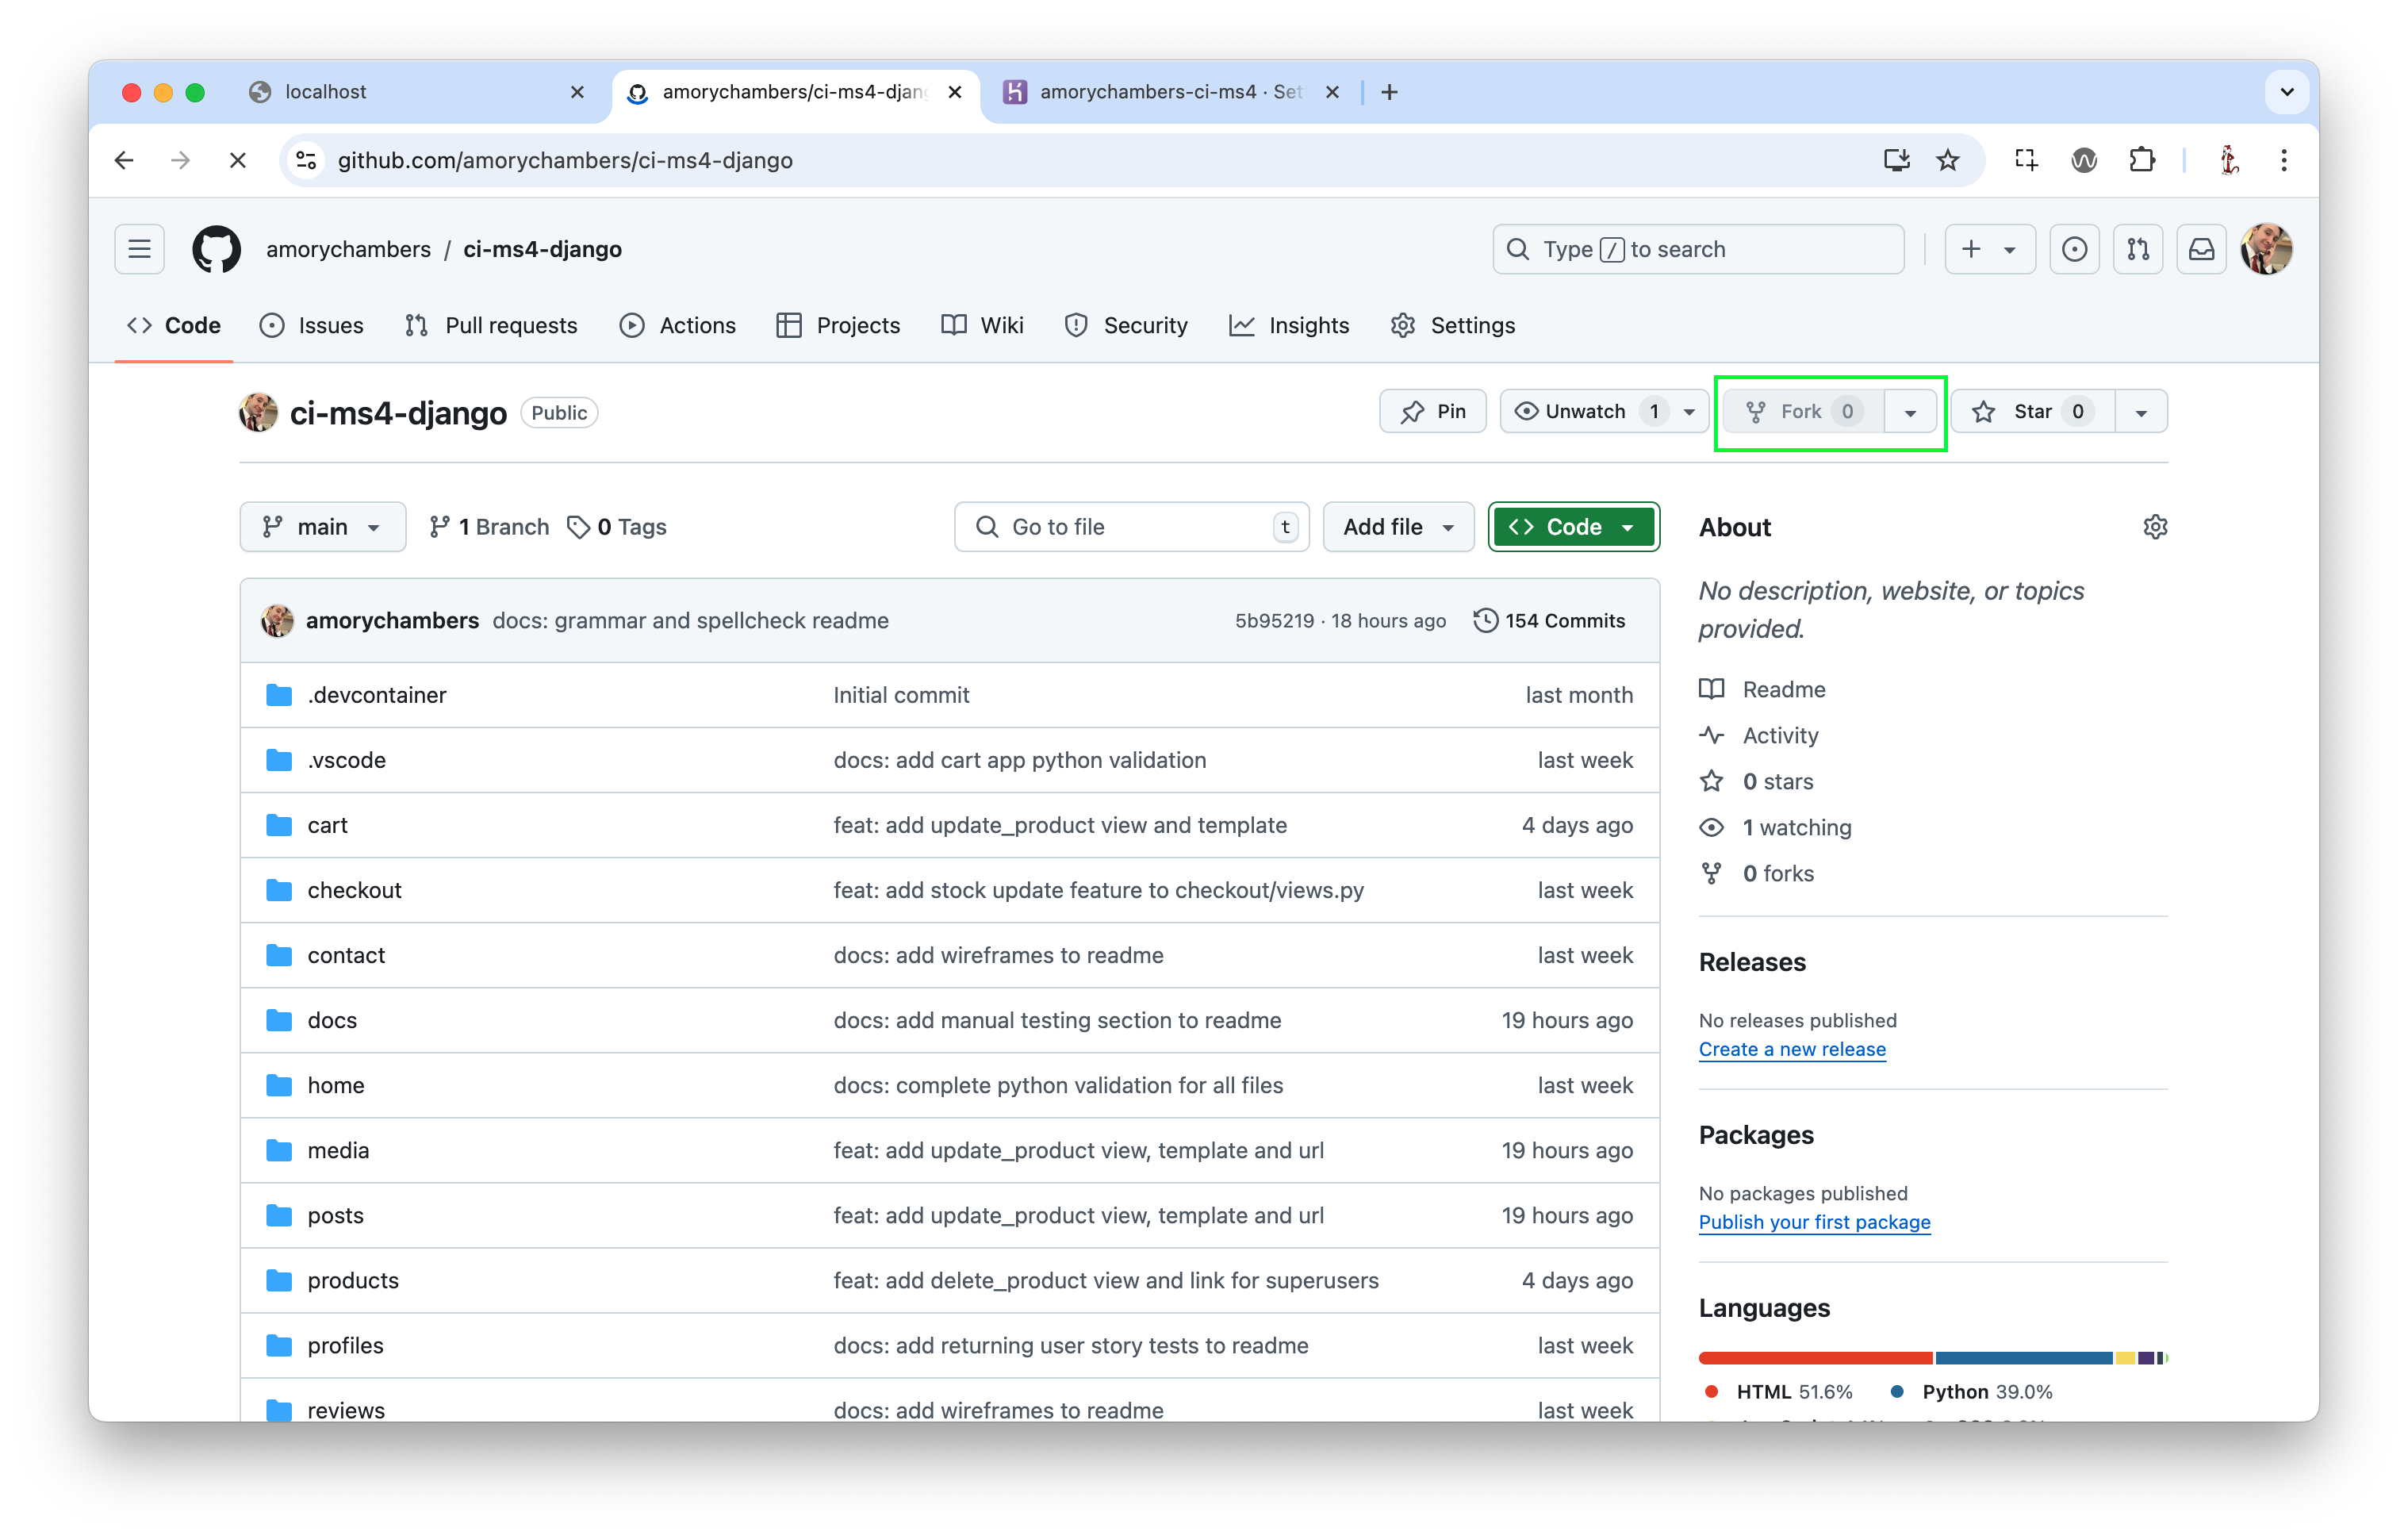 localhost
amorychambers/ci-ms4-djan
amorychambers-ci-ms4 · Set
github.com/amorychambers/ci-ms4-django
amorychambers / ci-ms4-django
Type / to search
Code Issues Pull requests Actions Projects Wiki Security Insights Settings
ci-ms4-django Public
Pin Unwatch 1 Fork 0 Star 0
main 1 Branch 0 Tags Go to file t Add file Code
amorychambers docs: grammar and spellcheck readme 5b95219 · 18 hours ago 154 Commits
.devcontainer Initial commit last month
.vscode docs: add cart app python validation last week
cart feat: add update_product view and template 4 days ago
checkout feat: add stock update feature to checkout/views.py last week
contact docs: add wireframes to readme last week
docs docs: add manual testing section to readme 19 hours ago
home docs: complete python validation for all files last week
media feat: add update_product view, template and url 19 hours ago
posts feat: add update_product view, template and url 19 hours ago
products feat: add delete_product view and link for superusers 4 days ago
profiles docs: add returning user story tests to readme last week
reviews docs: add wireframes to readme last week
About
No description, website, or topics
provided.
Readme
Activity
0 stars
1 watching
0 forks
Releases
No releases published
Create a new release
Packages
No packages published
Publish your first package
Languages
HTML 51.6% Python 39.0%